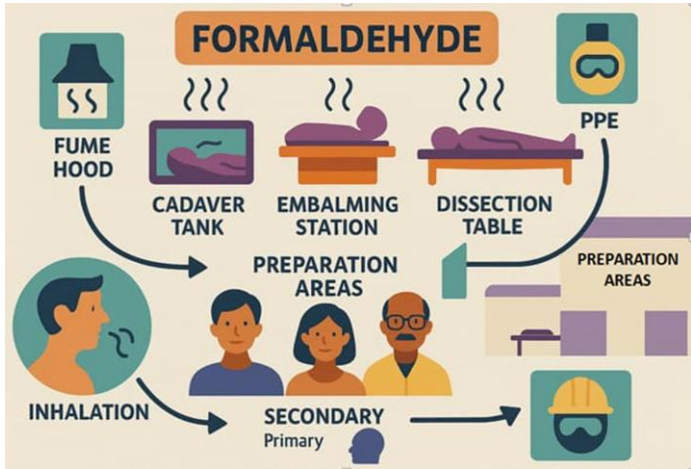 FORMALDEHYDE
FUME
HOOD
CADAVER
TANK
EMBALMING
STATION
DISSECTION
TABLE
PPE
PREPARATION
AREAS
PREPARATION
AREAS
INHALATION
SECONDARY
Primary